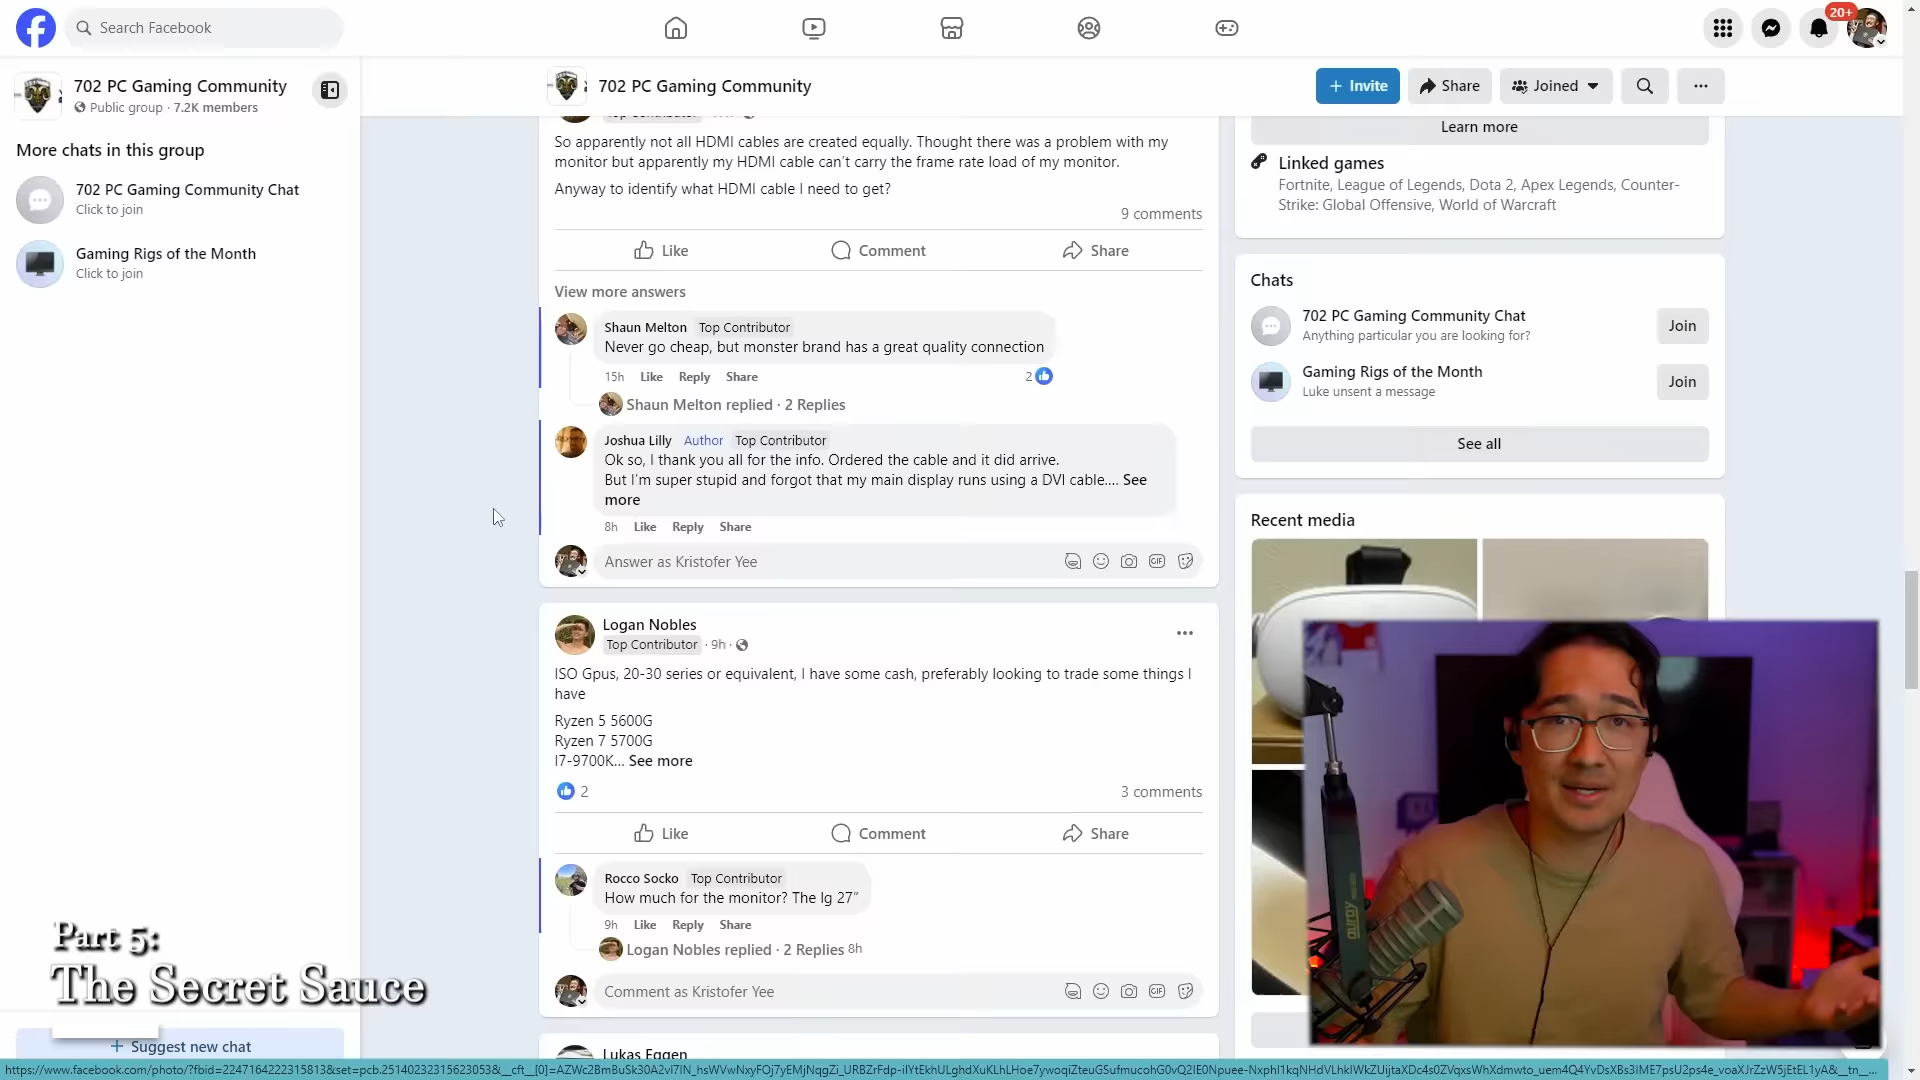 Search Facebook
20+
702 PC Gaming Community
Public group · 7.2K members
More chats in this group
702 PC Gaming Community Chat
Click to join
Gaming Rigs of the Month
Click to join
+ Suggest new chat
702 PC Gaming Community
+ Invite
Share
Joined
Top Contributor
So apparently not all HDMI cables are created equally. Thought there was a problem with my
monitor but apparently my HDMI cable can't carry the frame rate load of my monitor.
Anyway to identify what HDMI cable I need to get?
9 comments
Like
Comment
Share
View more answers
Shaun Melton Top Contributor
Never go cheap, but monster brand has a great quality connection
15h Like Reply Share
2
Shaun Melton replied · 2 Replies
Joshua Lilly Author Top Contributor
Ok so, I thank you all for the info. Ordered the cable and it did arrive.
But I'm super stupid and forgot that my main display runs using a DVI cable.... See
more
8h Like Reply Share
Answer as Kristofer Yee
GIF
Logan Nobles
Top Contributor · 9h ·
ISO Gpus, 20-30 series or equivalent, I have some cash, preferably looking to trade some things I
have
Ryzen 5 5600G
Ryzen 7 5700G
I7-9700K... See more
2
3 comments
Like
Comment
Share
Rocco Socko Top Contributor
How much for the monitor? The lg 27”
9h Like Reply Share
Logan Nobles replied · 2 Replies 8h
Comment as Kristofer Yee
GIF
Lukas Eggen
Learn more
Linked games
Fortnite, League of Legends, Dota 2, Apex Legends, Counter-
Strike: Global Offensive, World of Warcraft
Chats
702 PC Gaming Community Chat
Anything particular you are looking for?
Join
Gaming Rigs of the Month
Luke unsent a message
Join
See all
Recent media
Part 5:
The Secret Sauce